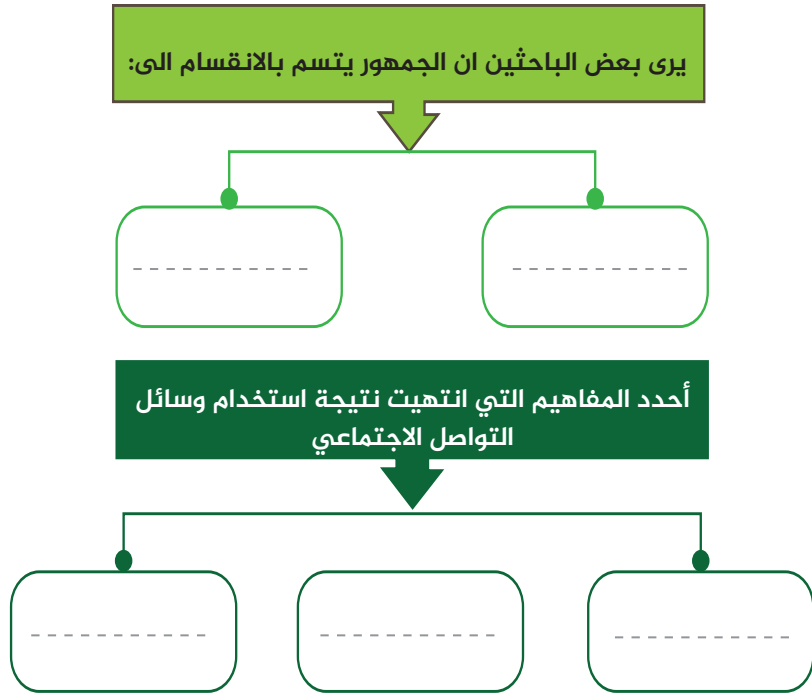 يرى بعض الباحثين ان الجمهور يتسم بالانقسام الى:
أحدد المفاهيم التي انتهيت نتيجة استخدام وسائل
التواصل الاجتماعي